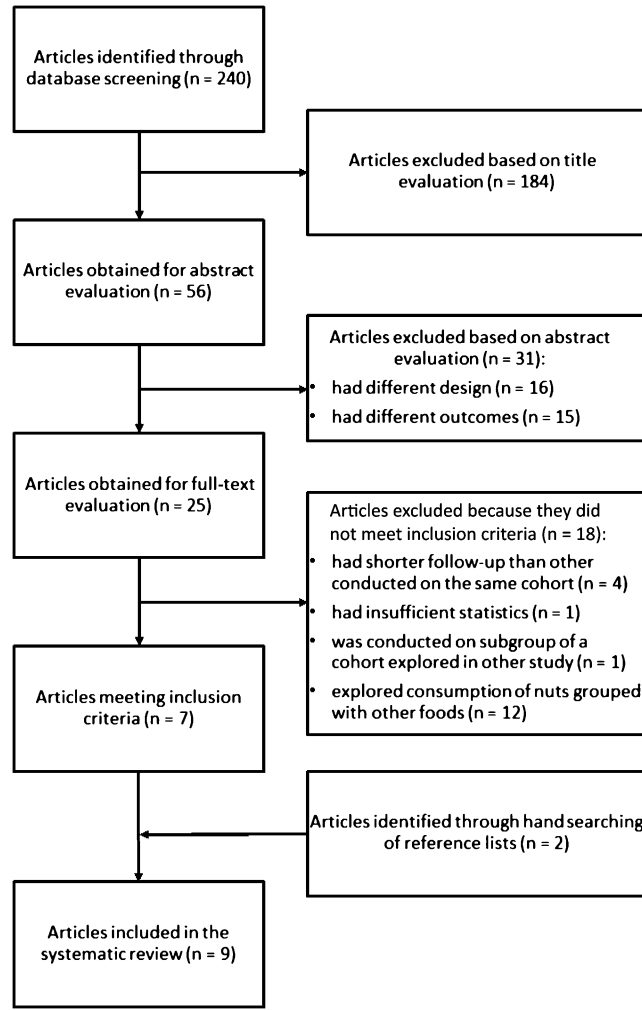 Articles identified through
database screening (n = 240)
Articles excluded based on title
evaluation (n = 184)
Articles obtained for abstract
evaluation (n = 56)
Articles excluded based on abstract
evaluation (n = 31):
• had different design (n = 16)
• had different outcomes (n = 15)
Articles obtained for full-text
evaluation (n = 25)
Articles excluded because they did
not meet inclusion criteria (n = 18):
• had shorter follow-up than other
conducted on the same cohort (n = 4)
• had insufficient statistics (n = 1)
• was conducted on subgroup of a
cohort explored in other study (n = 1)
• explored consumption of nuts grouped
with other foods (n = 12)
Articles meeting inclusion
criteria (n = 7)
Articles identified through hand searching
of reference lists (n = 2)
Articles included in the
systematic review (n = 9)